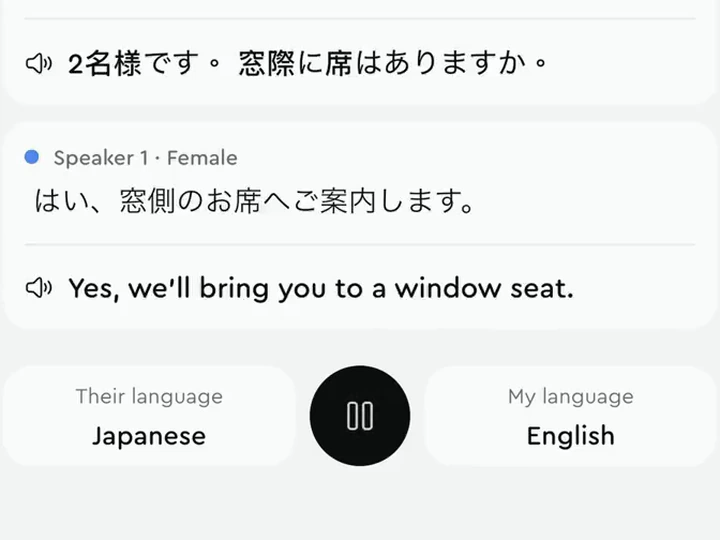 2名様です。 窓際に席はありますか。
Speaker 1 · Female
はい、窓側のお席へご案内します。
Yes, we'll bring you to a window seat.
Their language
Japanese
My language
English